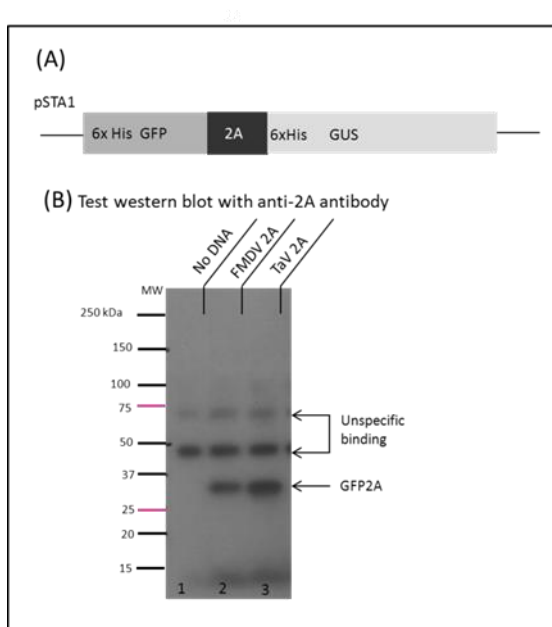 (A)
pSTA1
6x His GFP 2A 6xHis GUS
(B) Test western blot with anti-2A antibody
No DNA
FMDV 2A
TaV 2A
MW
250 kDa
150
100
75
50
37
25
20
15
Unspecific
binding
GFP2A
1 2 3